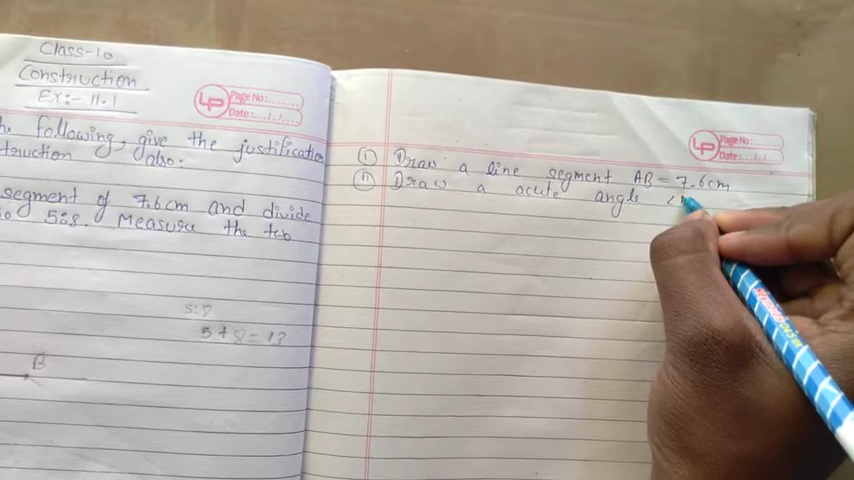 Class-10
Construction
Ex:- 11.1
LP Page No:.......
Date: .../.../...
the following, give the justification
struction also.
segment of 7.6cm and divide
5:8. Measure the two
5:8
5+8=13
B
LP Page No:.......
Date: .../.../...
(i) Draw a line segment AB = 7.6cm
(ii) Draw a acute angle ∠